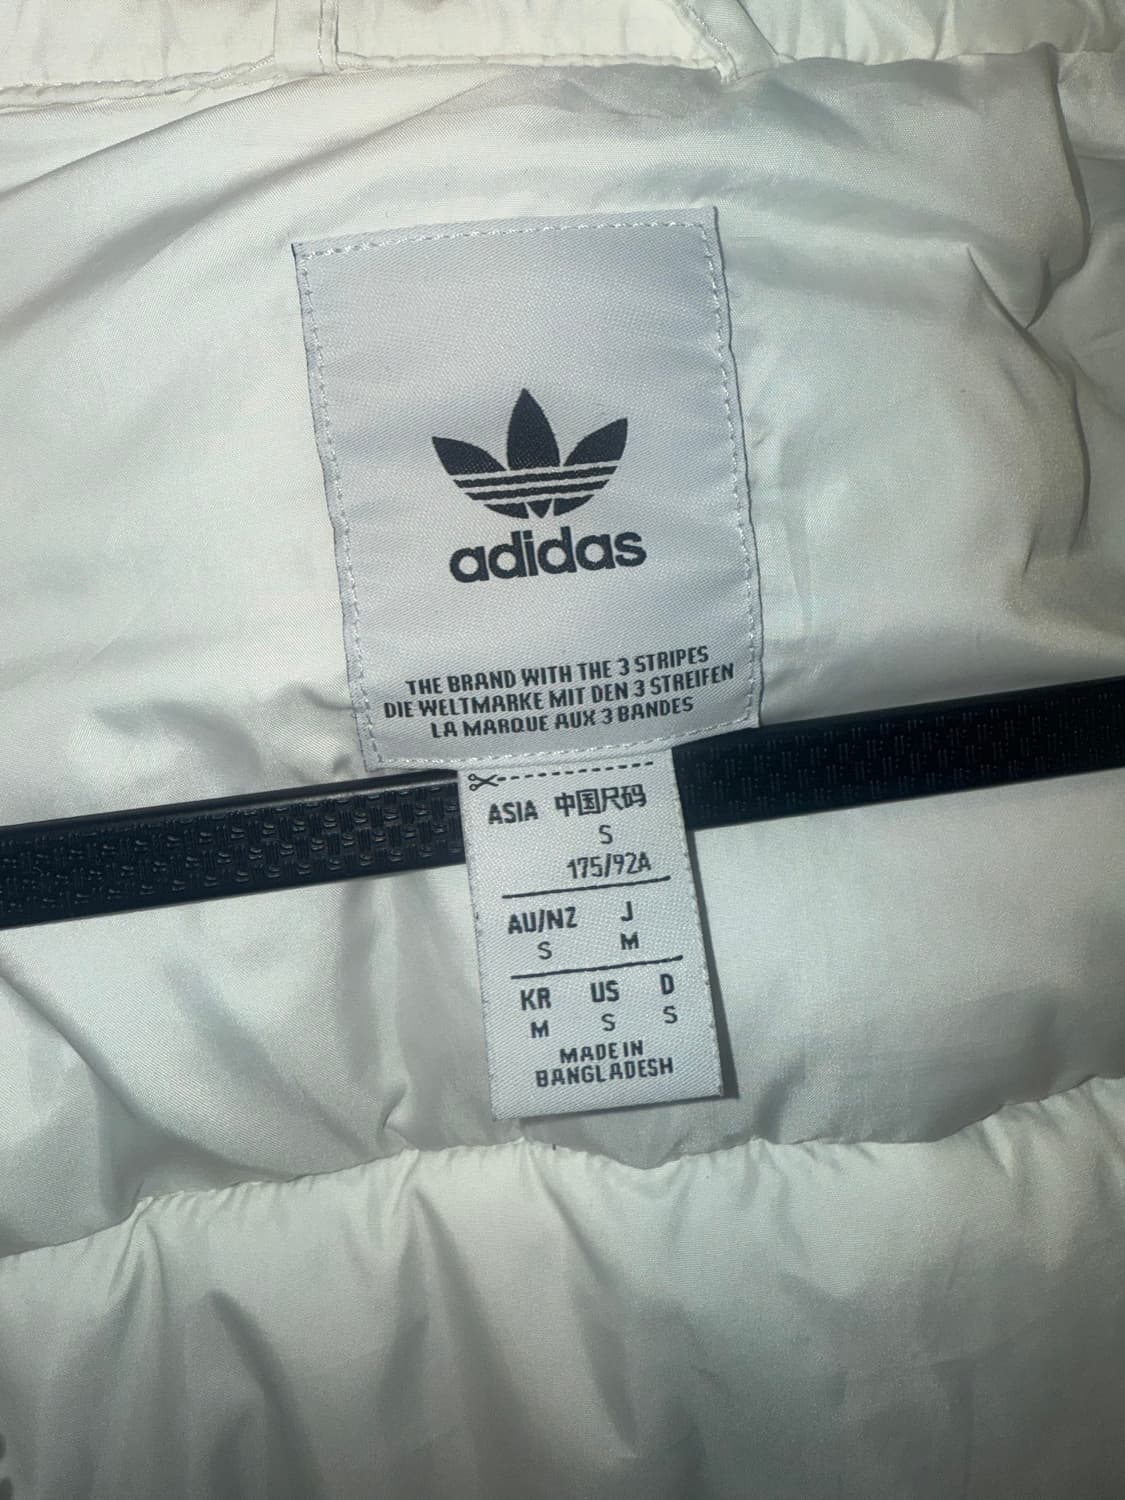 adidas
THE BRAND WITH THE 3 STRIPES
DIE WELTMARKE MIT DEN 3 STREIFEN
LA MARQUE AUX 3 BANDES
ASIA 中国尺码
S
175/92A
AU/NZ J
S M
KR US D
M S S
MADE IN
BANGLADESH